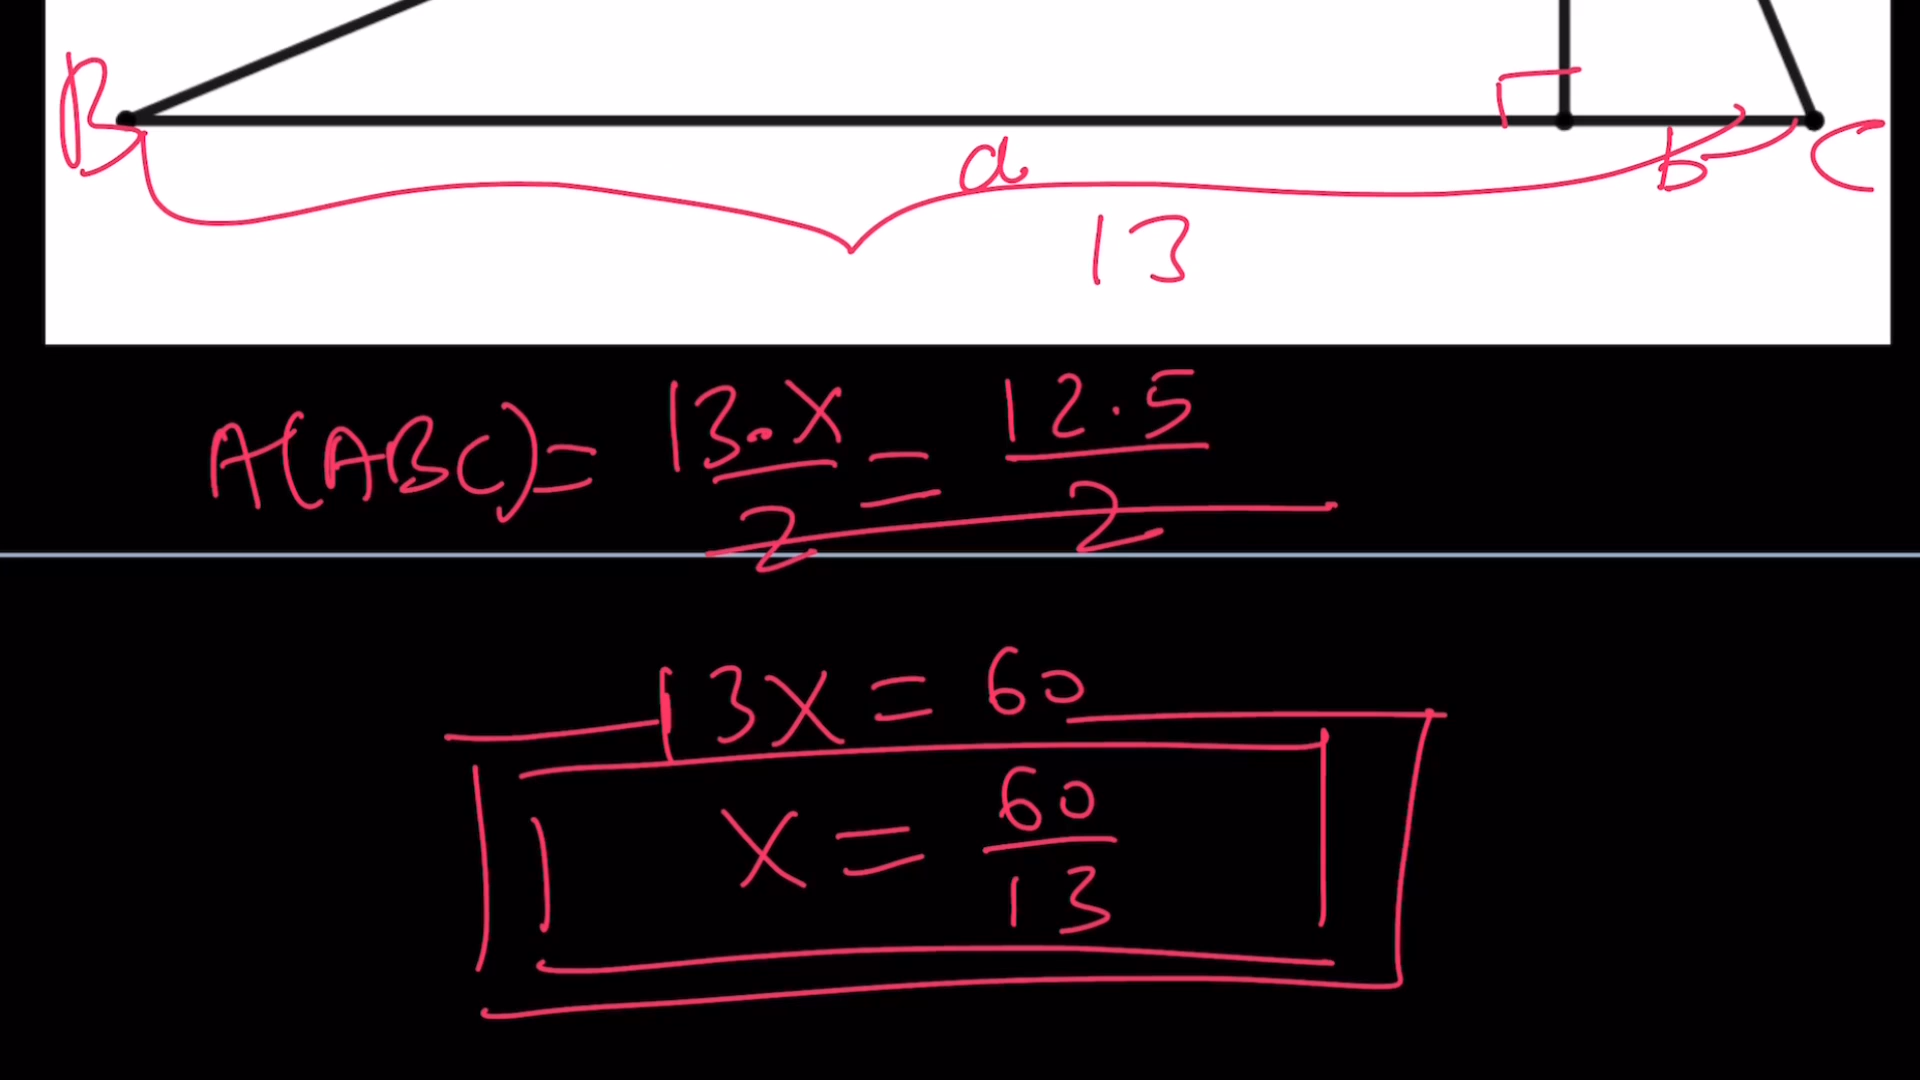 B a b C
13
A(ABC) = 13·x/2 = 12·5/2
13x = 60
x = 60/13